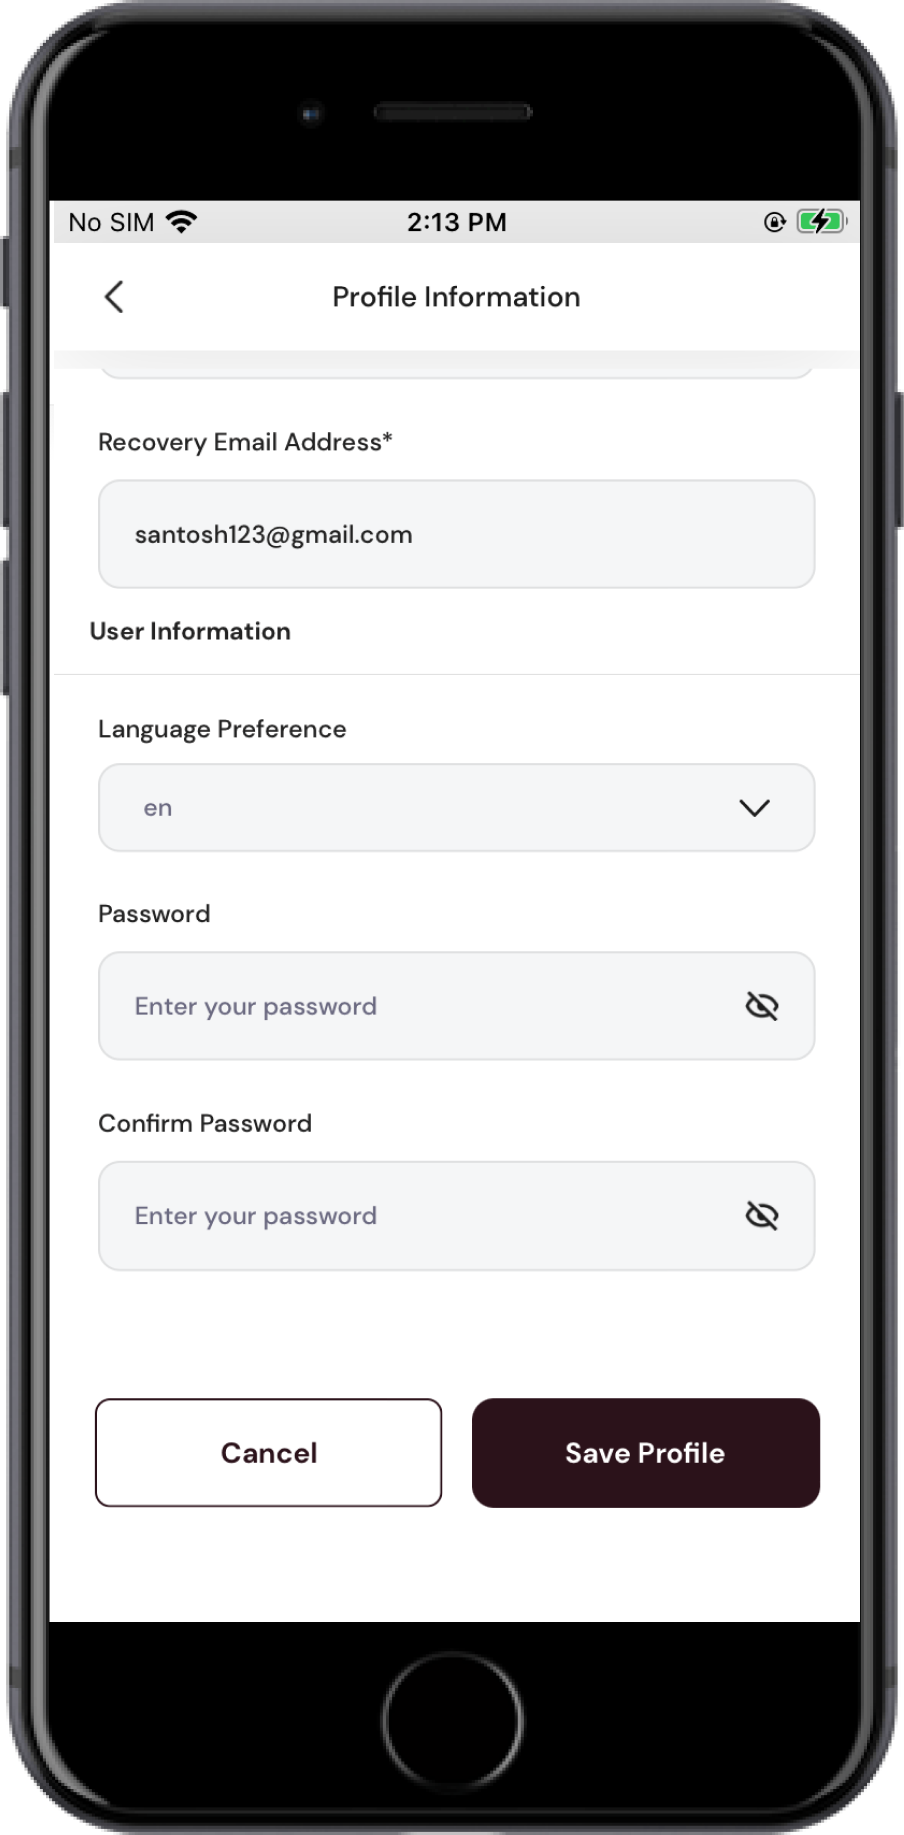 No SIM 2:13 PM
Profile Information
Recovery Email Address*
santosh123@gmail.com
User Information
Language Preference
en
Password
Enter your password
Confirm Password
Enter your password
Cancel Save Profile